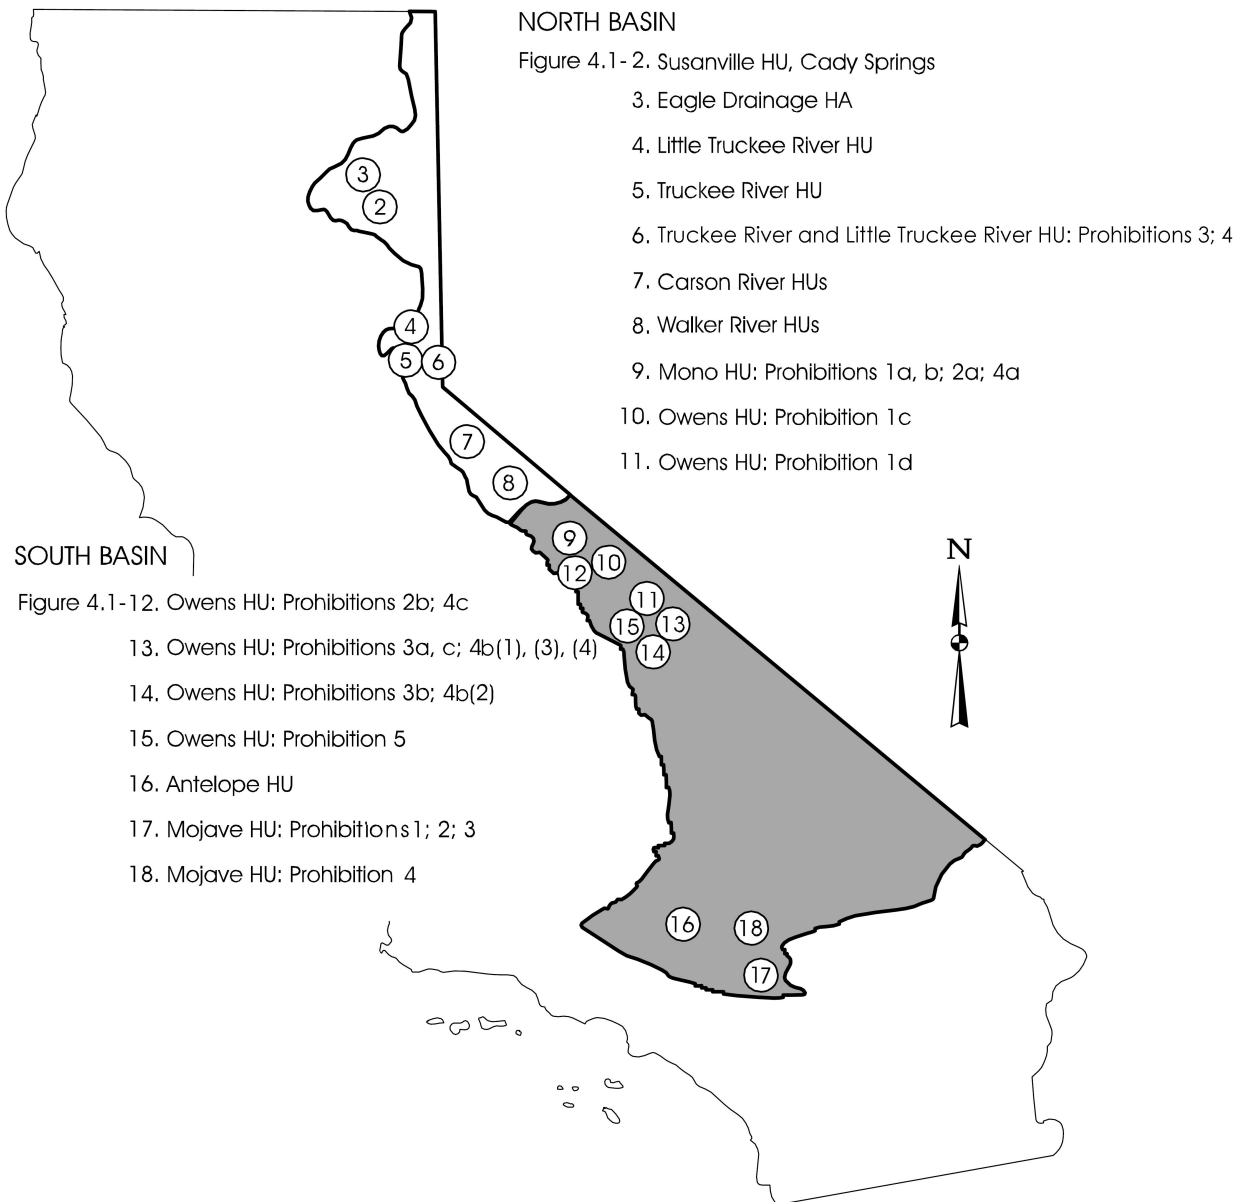 NORTH BASIN
Figure 4.1- 2. Susanville HU, Cady Springs
3. Eagle Drainage HA
4. Little Truckee River HU
5. Truckee River HU
6. Truckee River and Little Truckee River HU: Prohibitions 3; 4
7. Carson River HUs
8. Walker River HUs
9. Mono HU: Prohibitions 1a, b; 2a; 4a
10. Owens HU: Prohibition 1c
11. Owens HU: Prohibition 1d
3
2
4
5 6
7
8
9
10
12
11
15 13
14
N
SOUTH BASIN
Figure 4.1-12. Owens HU: Prohibitions 2b; 4c
13. Owens HU: Prohibitions 3a, c; 4b(1), (3), (4)
14. Owens HU: Prohibitions 3b; 4b(2)
15. Owens HU: Prohibition 5
16. Antelope HU
17. Mojave HU: Prohibitions 1; 2; 3
18. Mojave HU: Prohibition 4
16 18
17